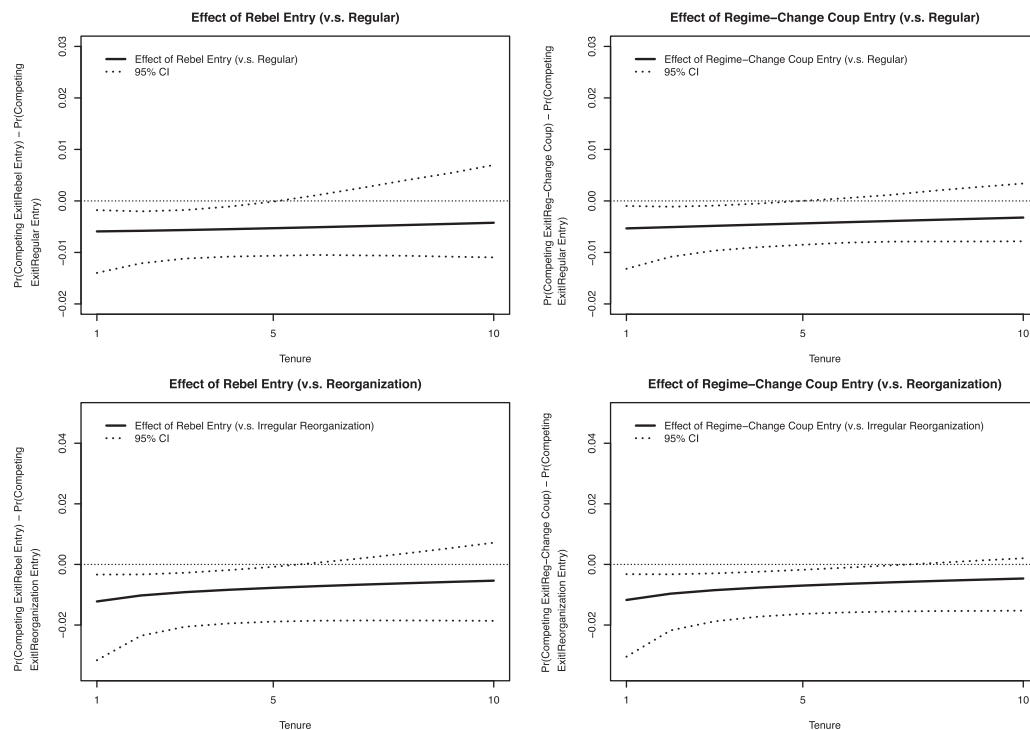 Effect of Rebel Entry (v.s. Regular)
Pr(Competing Exit|Rebel Entry) − Pr(Competing
Exit|Regular Entry)
0.03
0.02
0.01
0.00
−0.01
−0.02
Effect of Rebel Entry (v.s. Regular)
95% CI
1
5
10
Tenure
Effect of Regime−Change Coup Entry (v.s. Regular)
Pr(Competing Exit|Reg−Change Coup) − Pr(Competing
Exit|Regular Entry)
0.03
0.02
0.01
0.00
−0.01
−0.02
Effect of Regime−Change Coup Entry (v.s. Regular)
95% CI
1
5
10
Tenure
Effect of Rebel Entry (v.s. Reorganization)
Pr(Competing Exit|Rebel Entry) − Pr(Competing
Exit|Reorganization Entry)
0.04
0.02
0.00
−0.02
Effect of Rebel Entry (v.s. Irregular Reorganization)
95% CI
1
5
10
Tenure
Effect of Regime−Change Coup Entry (v.s. Reorganization)
Pr(Competing Exit|Reg−Change Coup) − Pr(Competing
Exit|Reorganization Entry)
0.04
0.02
0.00
−0.02
Effect of Regime−Change Coup Entry (v.s. Irregular Reorganization)
95% CI
1
5
10
Tenure